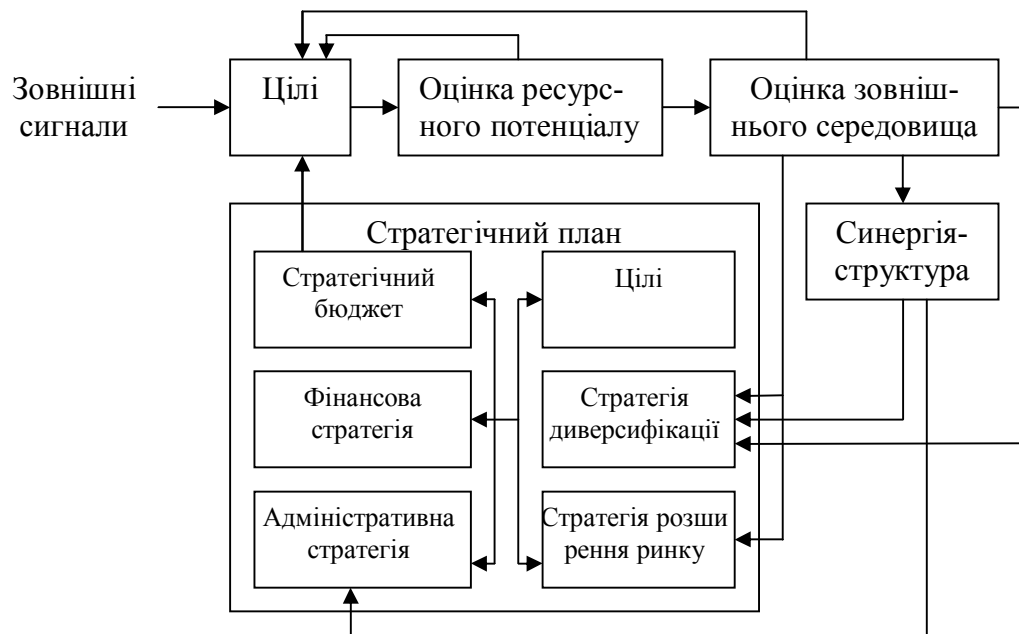 Зовнішні
сигнали
Цілі
Оцінка ресурс-
ного потенціалу
Оцінка зовніш-
нього середовища
Стратегічний план
Синергія-
структура
Стратегічний
бюджет
Цілі
Фінансова
стратегія
Стратегія
диверсифікації
Адміністративна
стратегія
Стратегія розши
рення ринку